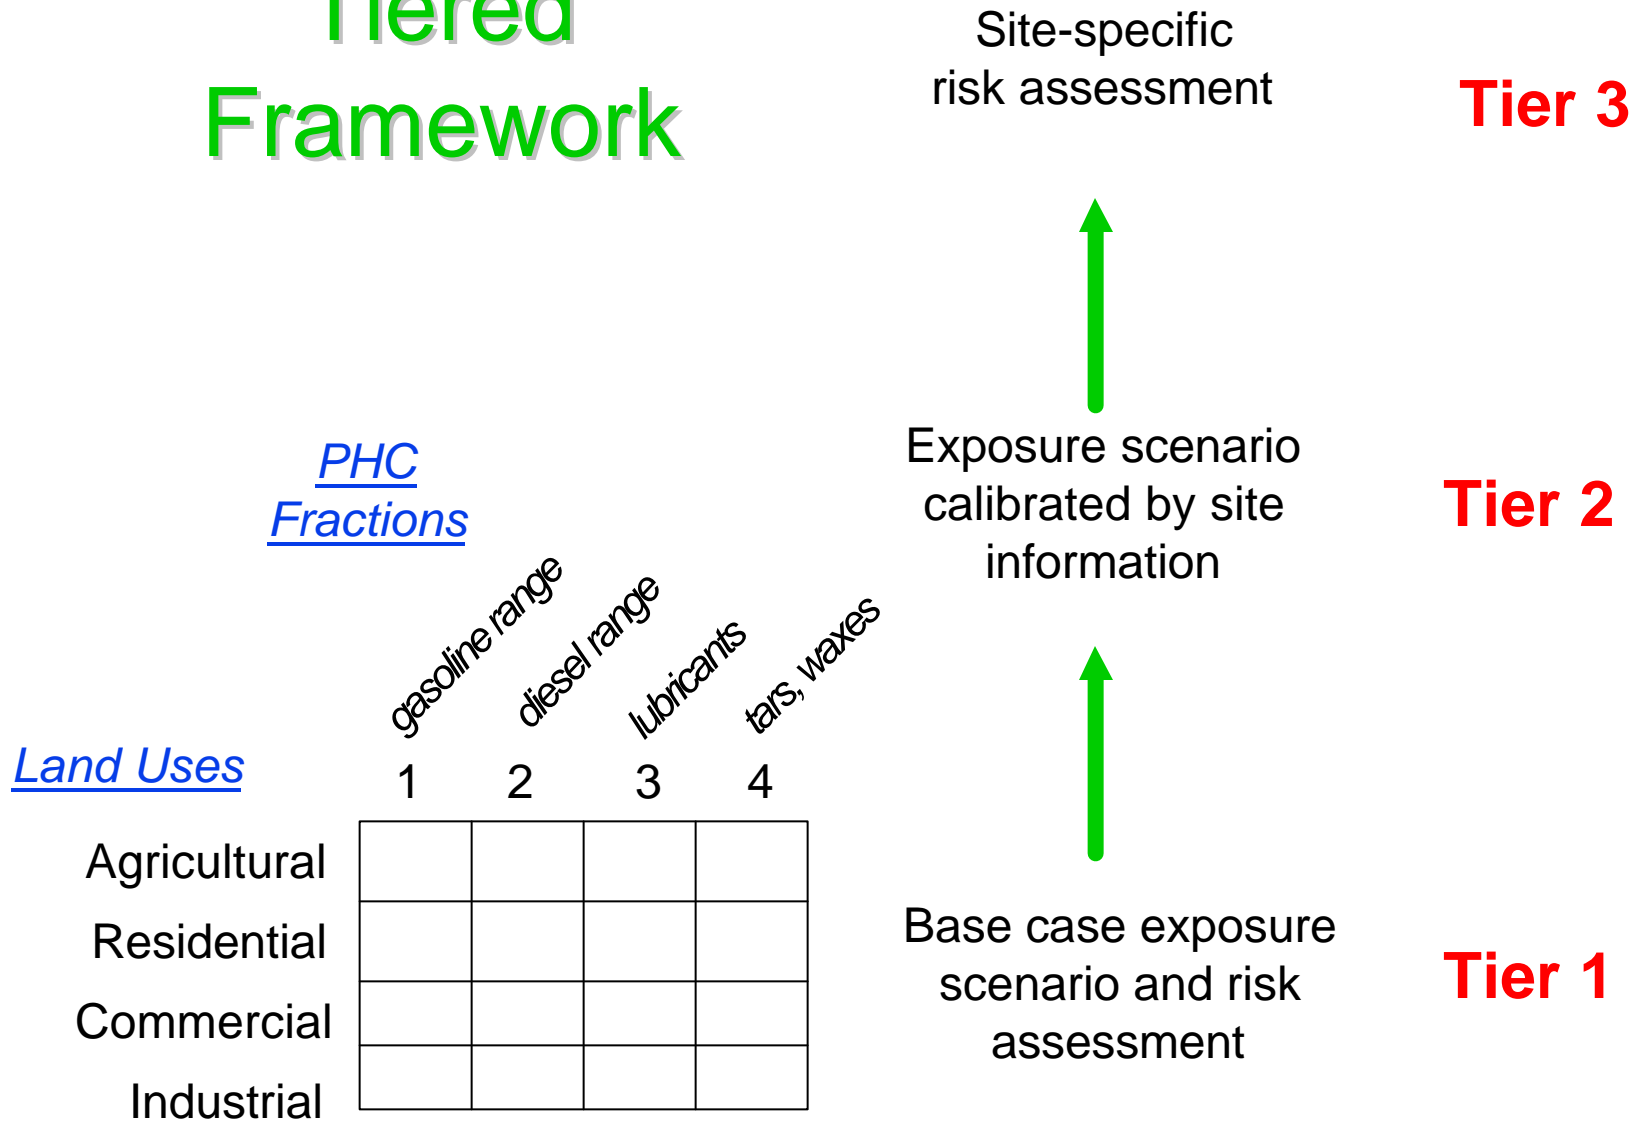 Tiered
Framework
Site-specific
risk assessment
Tier 3
PHC
Fractions
Exposure scenario
calibrated by site
information
Tier 2
gasoline range
diesel range
lubricants
tars, waxes
Land Uses
1 2 3 4
Agricultural
Residential
Commercial
Industrial
Base case exposure
scenario and risk
assessment
Tier 1